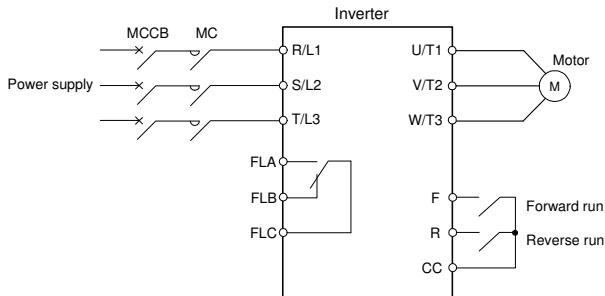 Inverter
MCCB MC
R/L1 U/T1
Motor
Power supply S/L2 V/T2 M
T/L3 W/T3
FLA
FLB F
Forward run
FLC R
Reverse run
CC